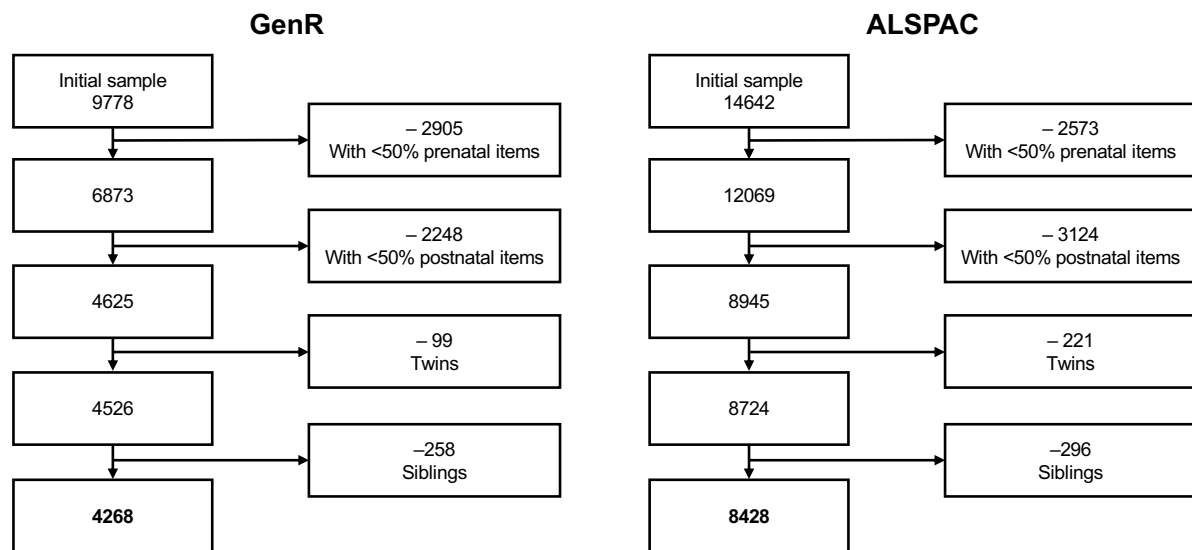 GenR
Initial sample
9778
– 2905
With <50% prenatal items
6873
– 2248
With <50% postnatal items
4625
– 99
Twins
4526
–258
Siblings
4268
ALSPAC
Initial sample
14642
– 2573
With <50% prenatal items
12069
– 3124
With <50% postnatal items
8945
– 221
Twins
8724
–296
Siblings
8428